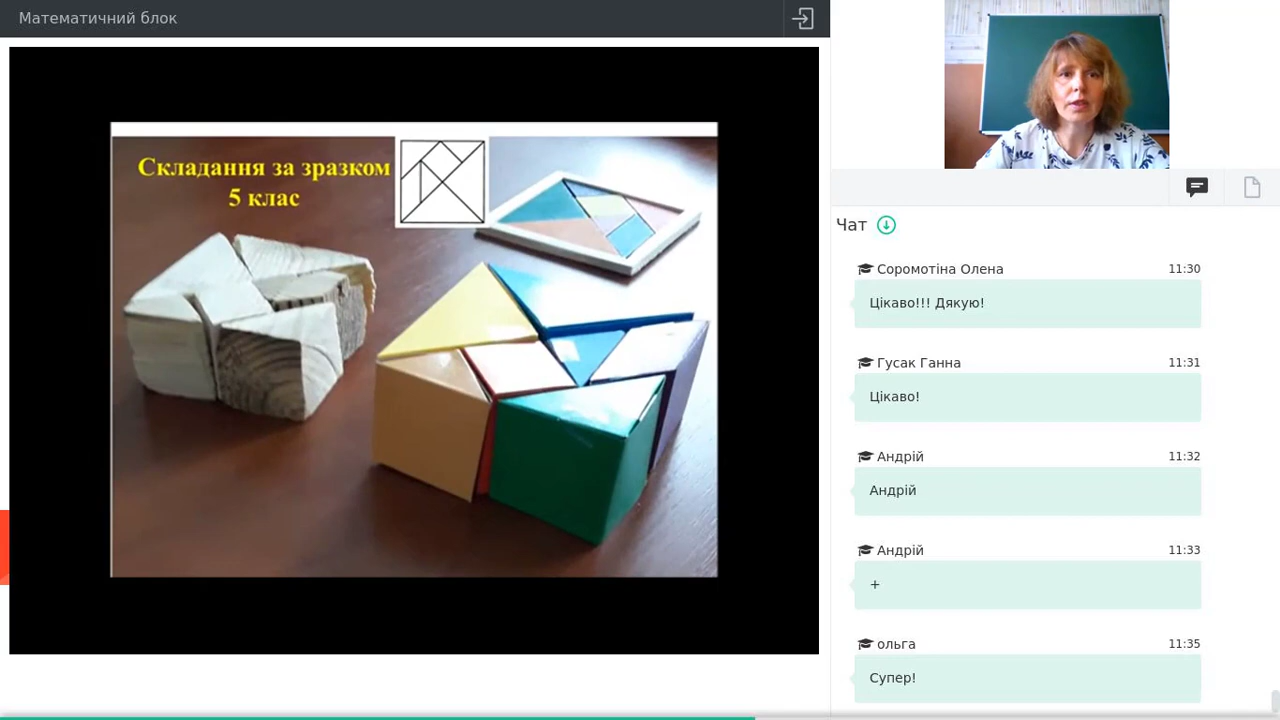 Математичний блок
Складання за зразком
5 клас
Чат
Соромотіна Олена 11:30
Цікаво!!! Дякую!
Гусак Ганна 11:31
Цікаво!
Андрій 11:32
Андрій
Андрій 11:33
+
ольга 11:35
Супер!